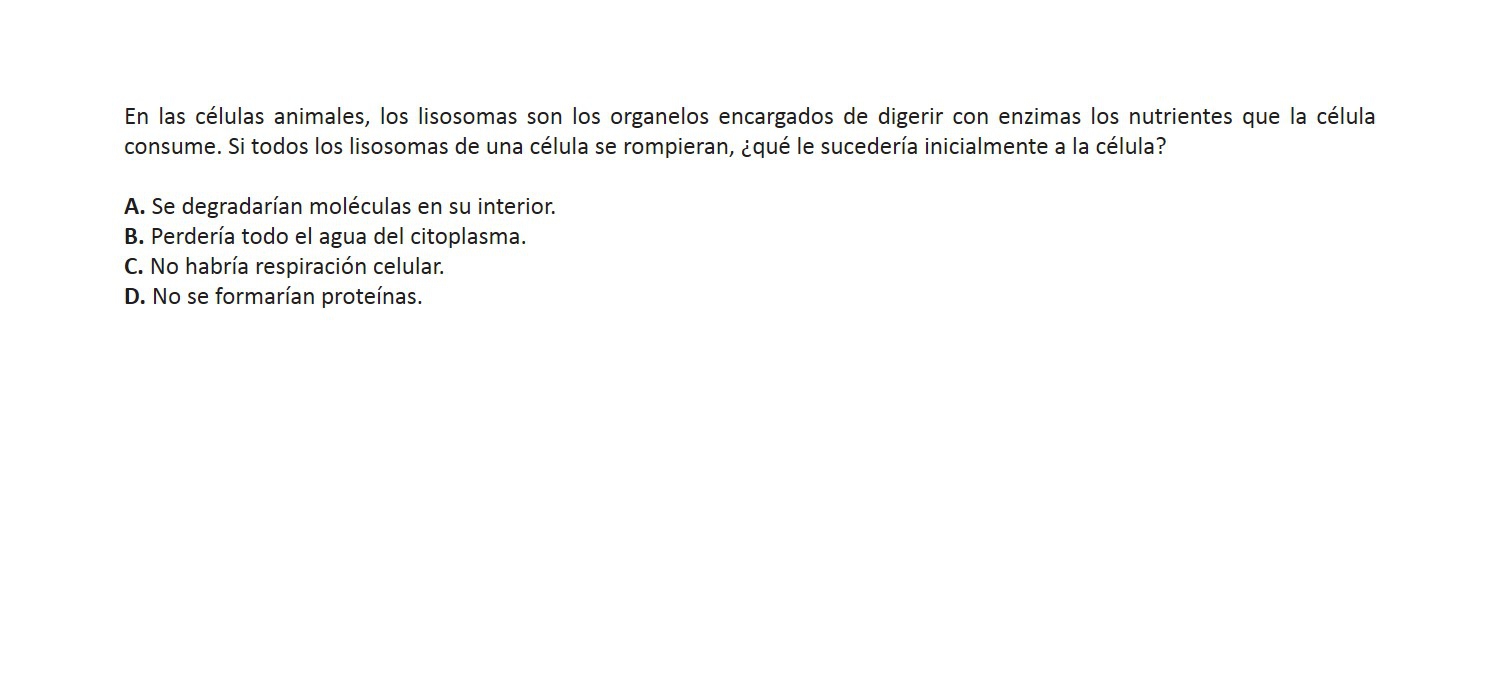 En las células animales, los lisosomas son los organelos encargados de digerir con enzimas los nutrientes que la célula
consume. Si todos los lisosomas de una célula se rompieran, ¿qué le sucedería inicialmente a la célula?
A. Se degradarían moléculas en su interior.
B. Perdería todo el agua del citoplasma.
C. No habría respiración celular.
D. No se formarían proteínas.